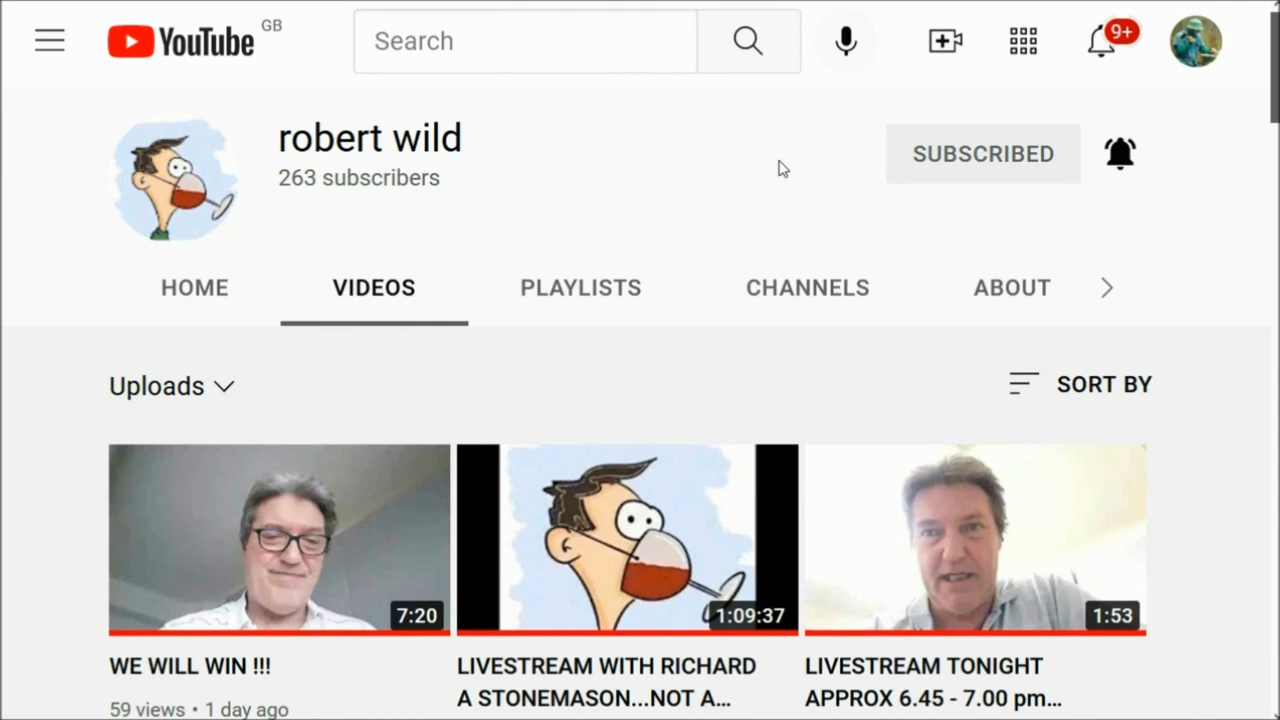 YouTube GB
Search
9+
robert wild
263 subscribers
SUBSCRIBED
HOME VIDEOS PLAYLISTS CHANNELS ABOUT
Uploads
SORT BY
7:20
1:09:37
1:53
WE WILL WIN !!!
59 views • 1 day ago
LIVESTREAM WITH RICHARD
A STONEMASON...NOT A...
LIVESTREAM TONIGHT
APPROX 6.45 - 7.00 pm...